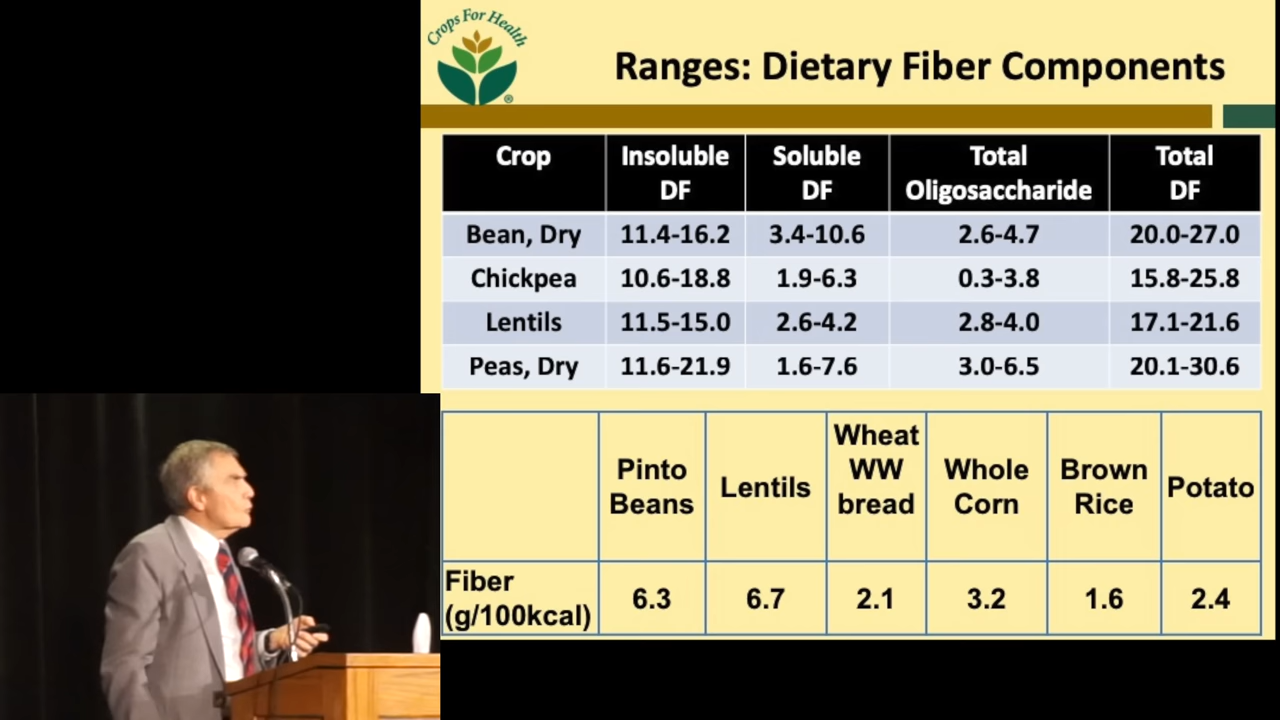 Crops For Health
®
Ranges: Dietary Fiber Components
Crop Insoluble DF Soluble DF Total Oligosaccharide Total DF
Bean, Dry 11.4-16.2 3.4-10.6 2.6-4.7 20.0-27.0
Chickpea 10.6-18.8 1.9-6.3 0.3-3.8 15.8-25.8
Lentils 11.5-15.0 2.6-4.2 2.8-4.0 17.1-21.6
Peas, Dry 11.6-21.9 1.6-7.6 3.0-6.5 20.1-30.6
Pinto Beans Lentils Wheat WW bread Whole Corn Brown Rice Potato
Fiber (g/100kcal) 6.3 6.7 2.1 3.2 1.6 2.4